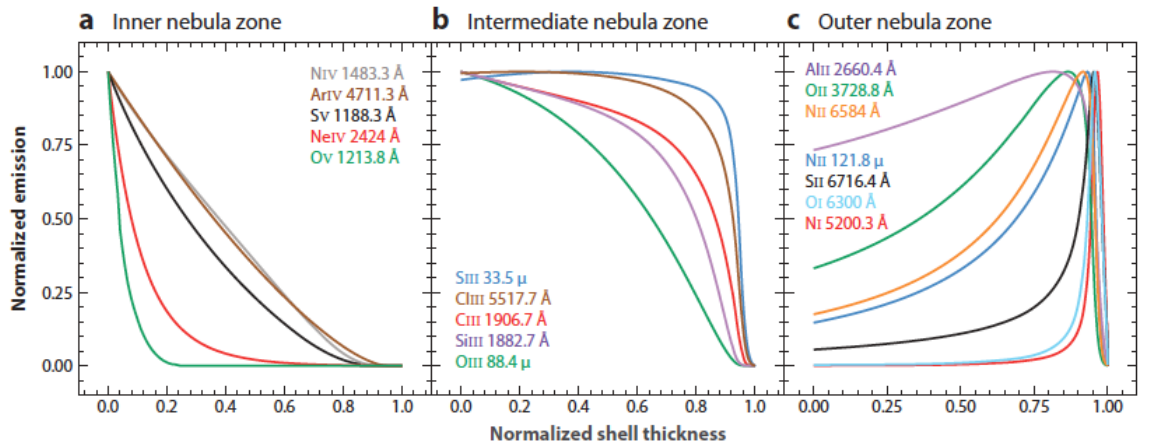 a Inner nebula zone
b Intermediate nebula zone
c Outer nebula zone
Normalized emission
1.00
0.75
0.50
0.25
0.00
NIV 1483.3 Å
ArIV 4711.3 Å
SV 1188.3 Å
NeIV 2424 Å
OV 1213.8 Å
0.0 0.2 0.4 0.6 0.8 1.0
SIII 33.5 µ
ClIII 5517.7 Å
CIII 1906.7 Å
SiIII 1882.7 Å
OIII 88.4 µ
0.0 0.2 0.4 0.6 0.8 1.0
AlII 2660.4 Å
OII 3728.8 Å
NII 6584 Å
NII 121.8 µ
SII 6716.4 Å
OI 6300 Å
NI 5200.3 Å
0.00 0.25 0.50 0.75 1.00
Normalized shell thickness